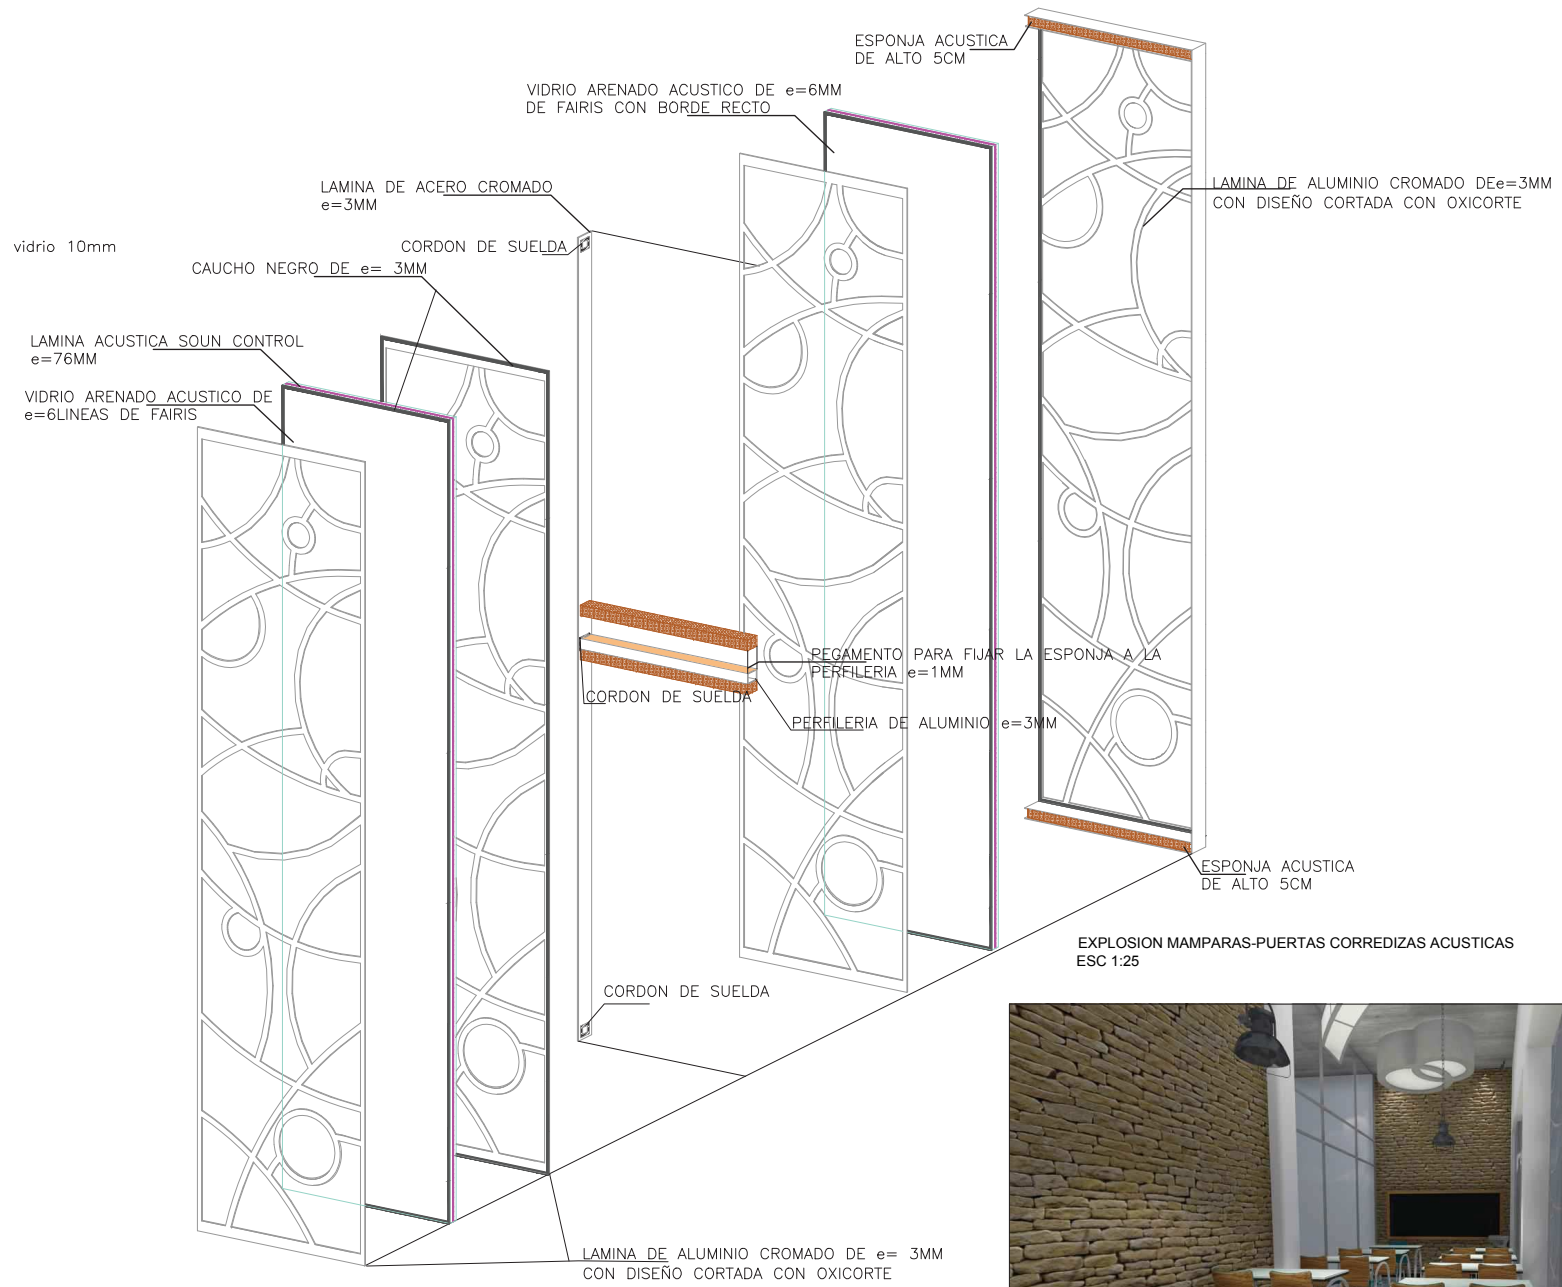 ESPONJA ACUSTICA
DE ALTO 5CM
VIDRIO ARENADO ACUSTICO DE e=6MM
DE FAIRIS CON BORDE RECTO
LAMINA DE ACERO CROMADO
e=3MM
LAMINA DE ALUMINIO CROMADO DEe=3MM
CON DISEÑO CORTADA CON OXICORTE
vidrio 10mm
CORDON DE SUELDA
CAUCHO NEGRO DE e= 3MM
LAMINA ACUSTICA SOUN CONTROL
e=76MM
VIDRIO ARENADO ACUSTICO DE
e=6LINEAS DE FAIRIS
PEGAMENTO PARA FIJAR LA ESPONJA A LA
PERFILERIA e=1MM
CORDON DE SUELDA
PERFILERIA DE ALUMINIO e=3MM
ESPONJA ACUSTICA
DE ALTO 5CM
EXPLOSION MAMPARAS-PUERTAS CORREDIZAS ACUSTICAS
ESC 1:25
CORDON DE SUELDA
LAMINA DE ALUMINIO CROMADO DE e= 3MM
CON DISEÑO CORTADA CON OXICORTE